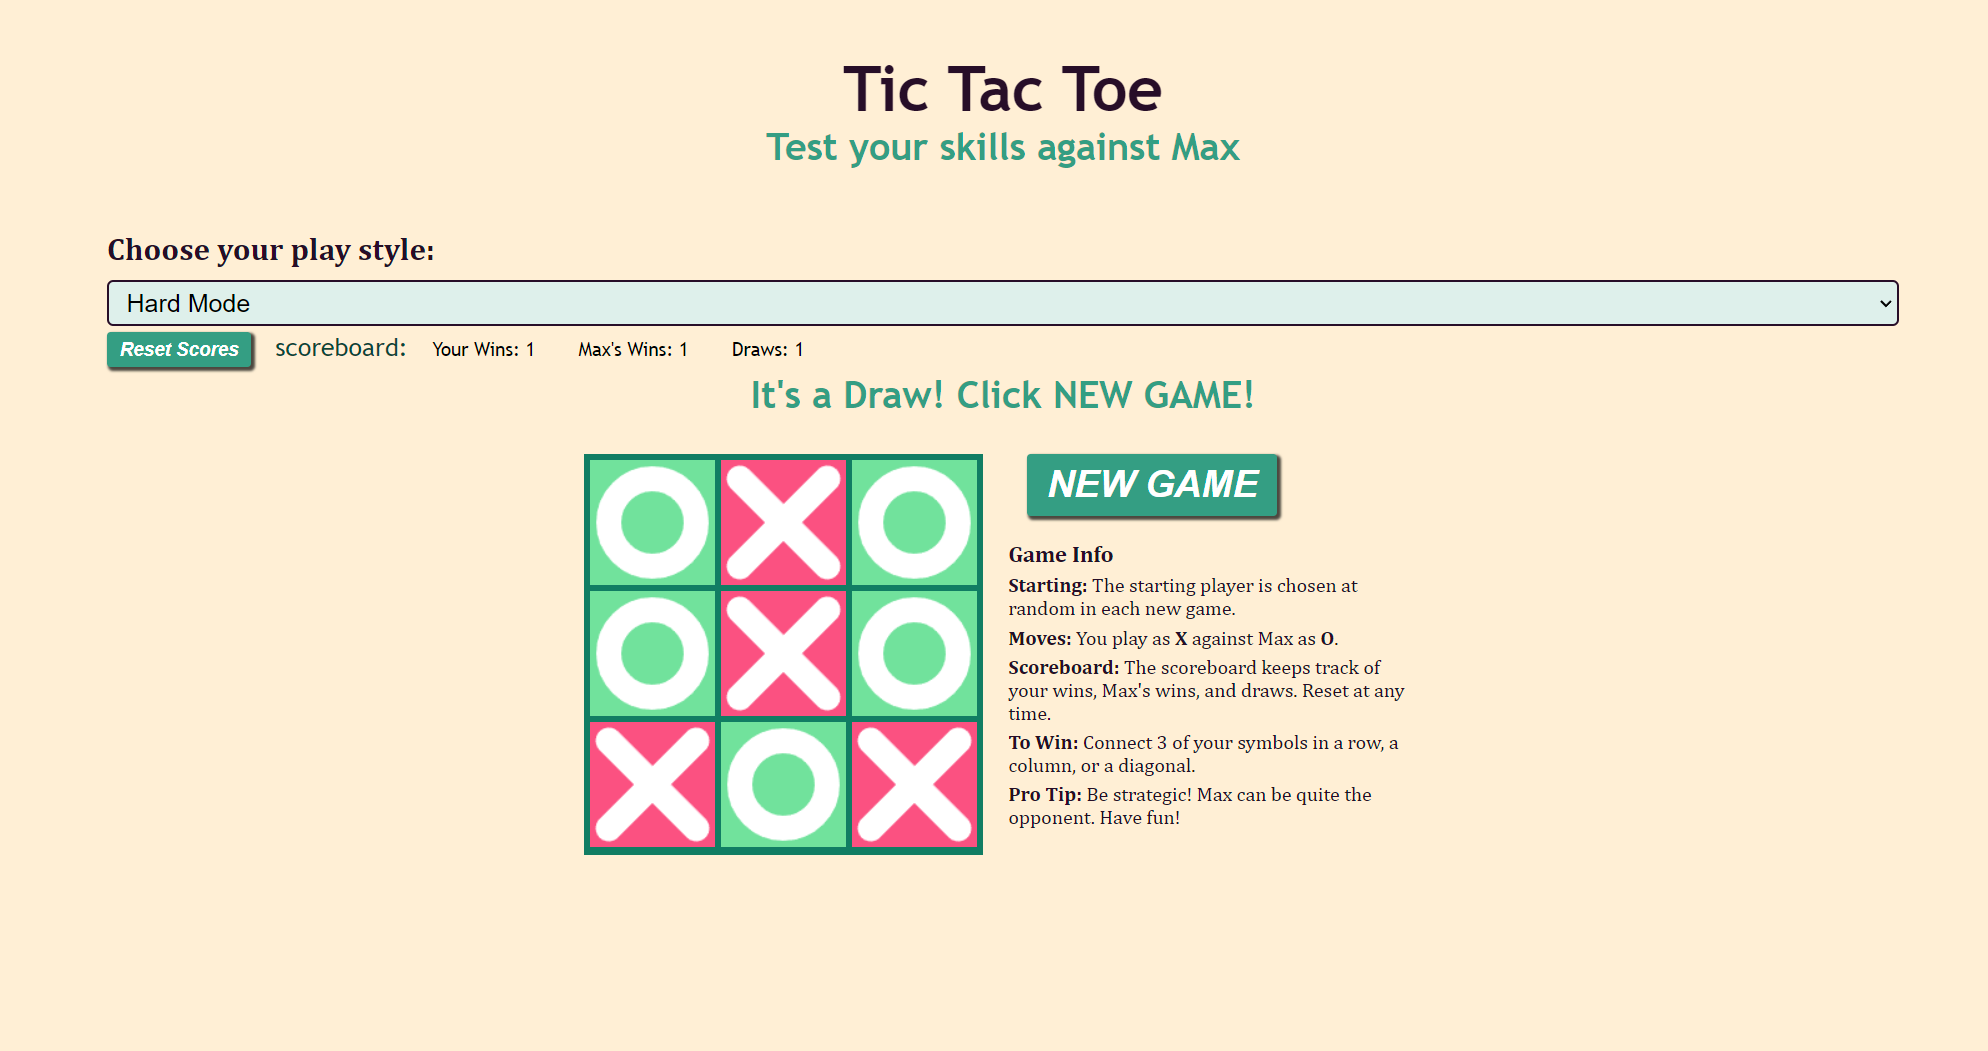 Tic Tac Toe
Test your skills against Max
Choose your play style:
Hard Mode
Reset Scores scoreboard: Your Wins: 1 Max's Wins: 1 Draws: 1
It's a Draw! Click NEW GAME!
O X O
O X O
X O X
NEW GAME
Game Info
Starting: The starting player is chosen at
random in each new game.
Moves: You play as X against Max as O.
Scoreboard: The scoreboard keeps track of
your wins, Max's wins, and draws. Reset at any
time.
To Win: Connect 3 of your symbols in a row, a
column, or a diagonal.
Pro Tip: Be strategic! Max can be quite the
opponent. Have fun!